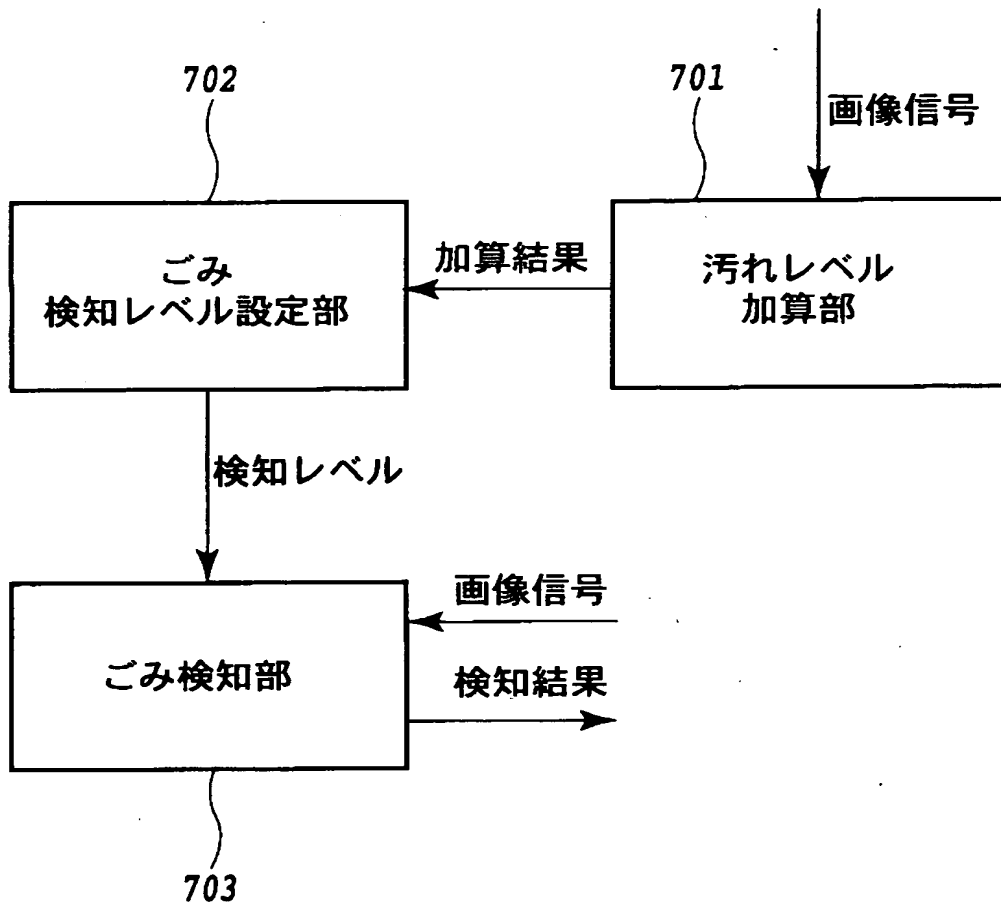 702
701
画像信号
ごみ
検知レベル設定部
加算結果
汚れレベル
加算部
検知レベル
ごみ検知部
画像信号
検知結果
703